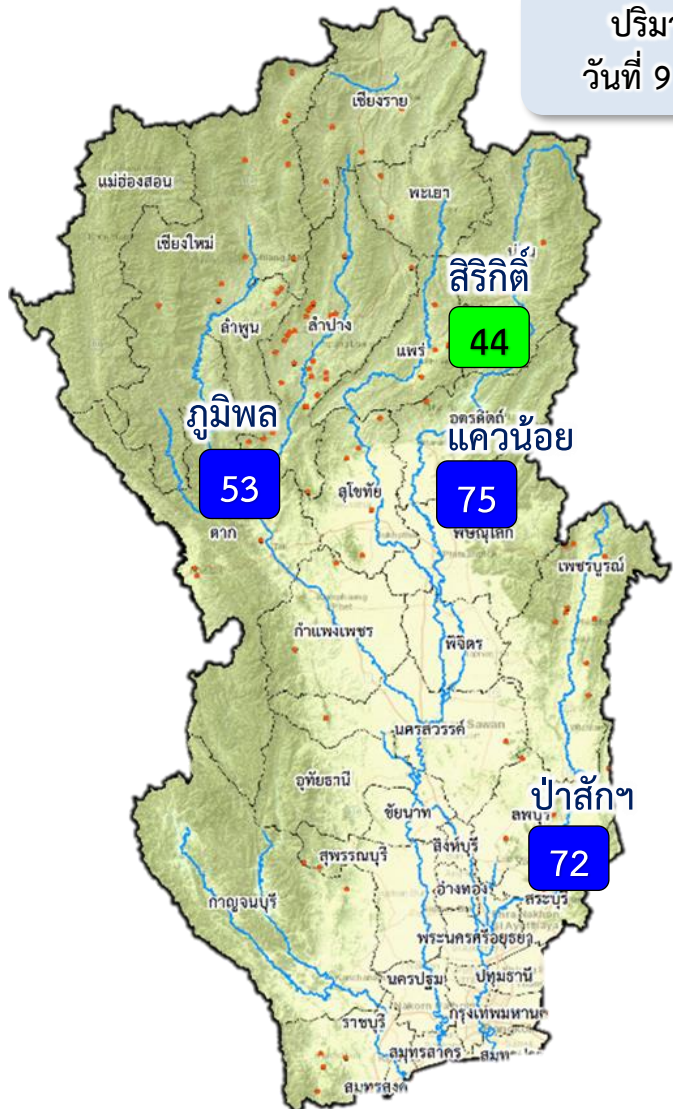 ปริมา
วันที่ 9
เชียงราย
แม่ฮ่องสอน
พะเยา
เชียงใหม่
สิริกิติ์
44
ลำพูน
ลำปาง
แพร่
ภูมิพล
53
อุตรดิตถ์
แควน้อย
75
สุโขทัย
ตาก
พิษณุโลก
เพชรบูรณ์
กำแพงเพชร
พิจิตร
นครสวรรค์
Sawan
อุทัยธานี
ป่าสักฯ
72
ชัยนาท
ลพบุรี
สิงห์บุรี
สุพรรณบุรี
อ่างทอง
กาญจนบุรี
สระบุรี
พระนครศรีอยุธยา
นครปฐม
ปทุมธานี
ราชบุรี
กรุงเทพมหานค
สมุทรสาคร
สมุทรสงค